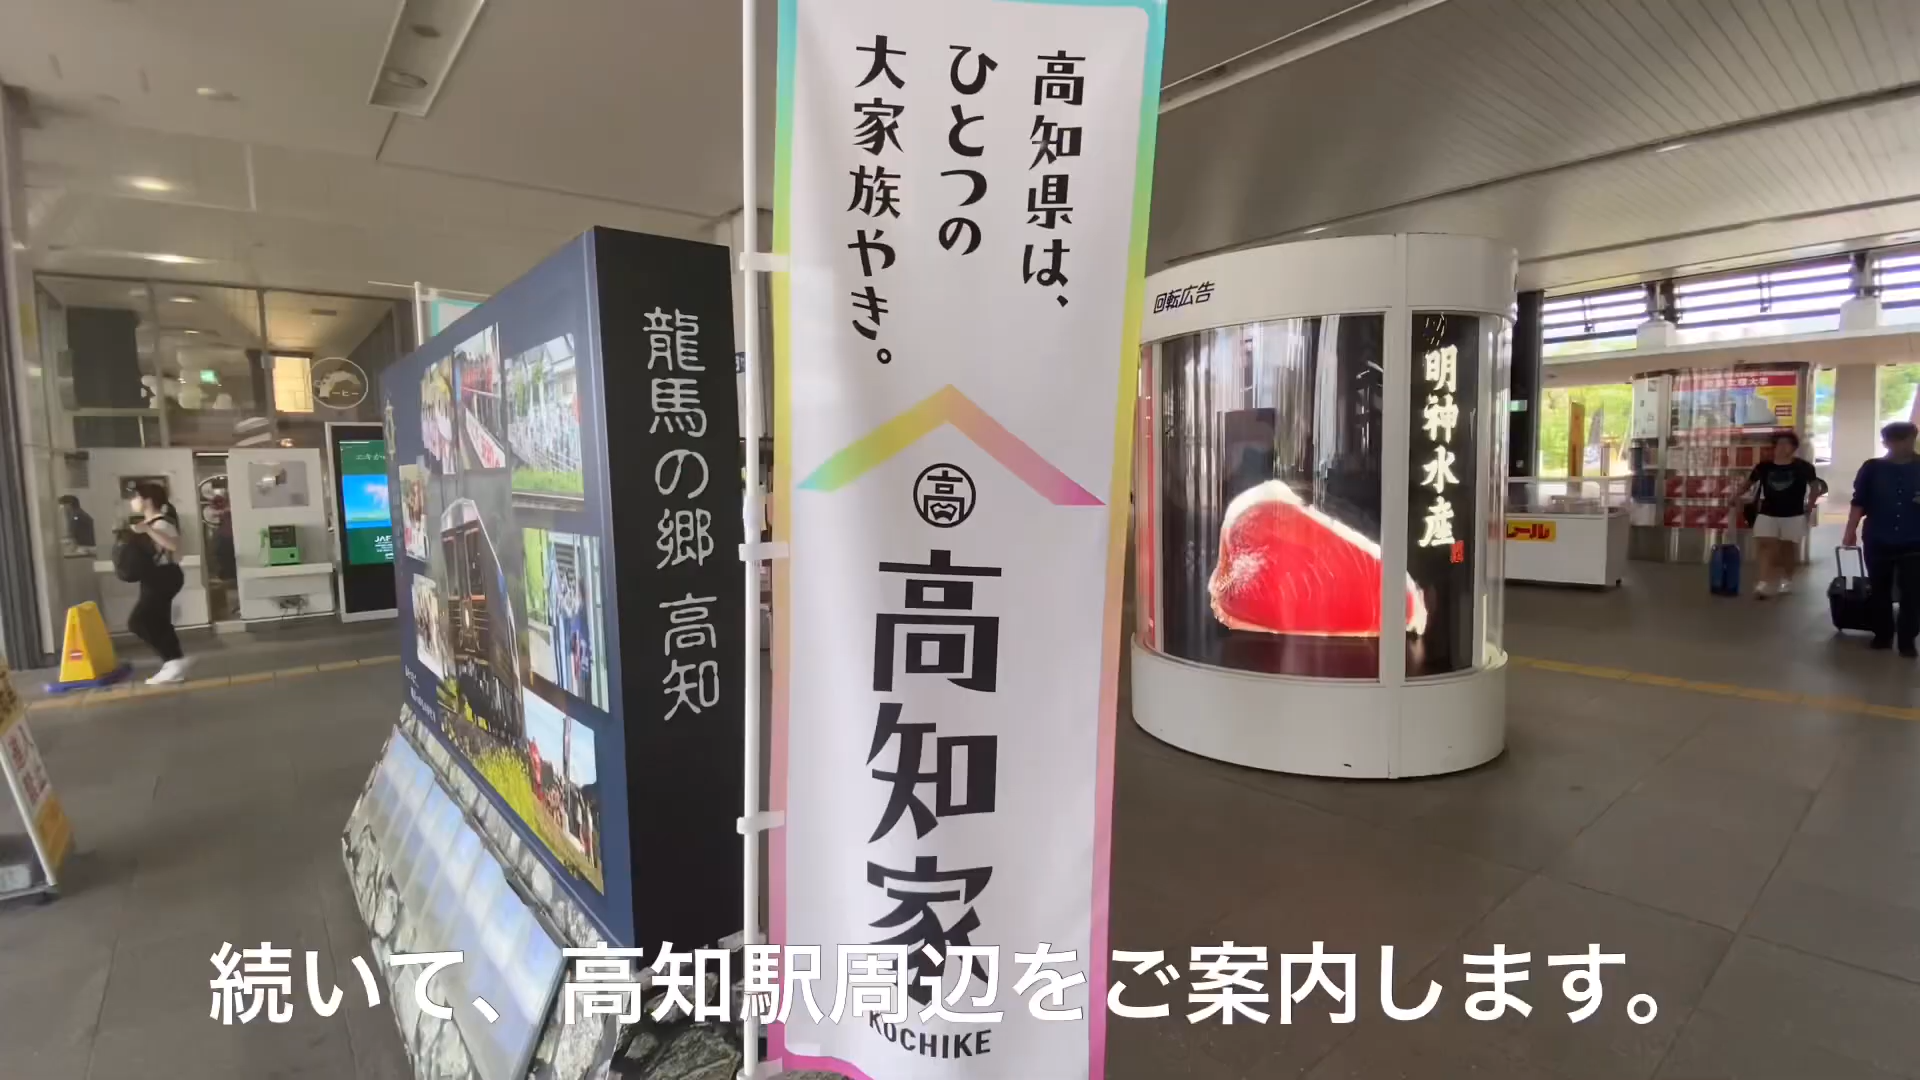 高知県は、
ひとつの
大家族やき。
高
高知家
KOCHIKE
龍馬の郷 高知
回転広告
明神水産
JAF
続いて、高知駅周辺をご案内します。